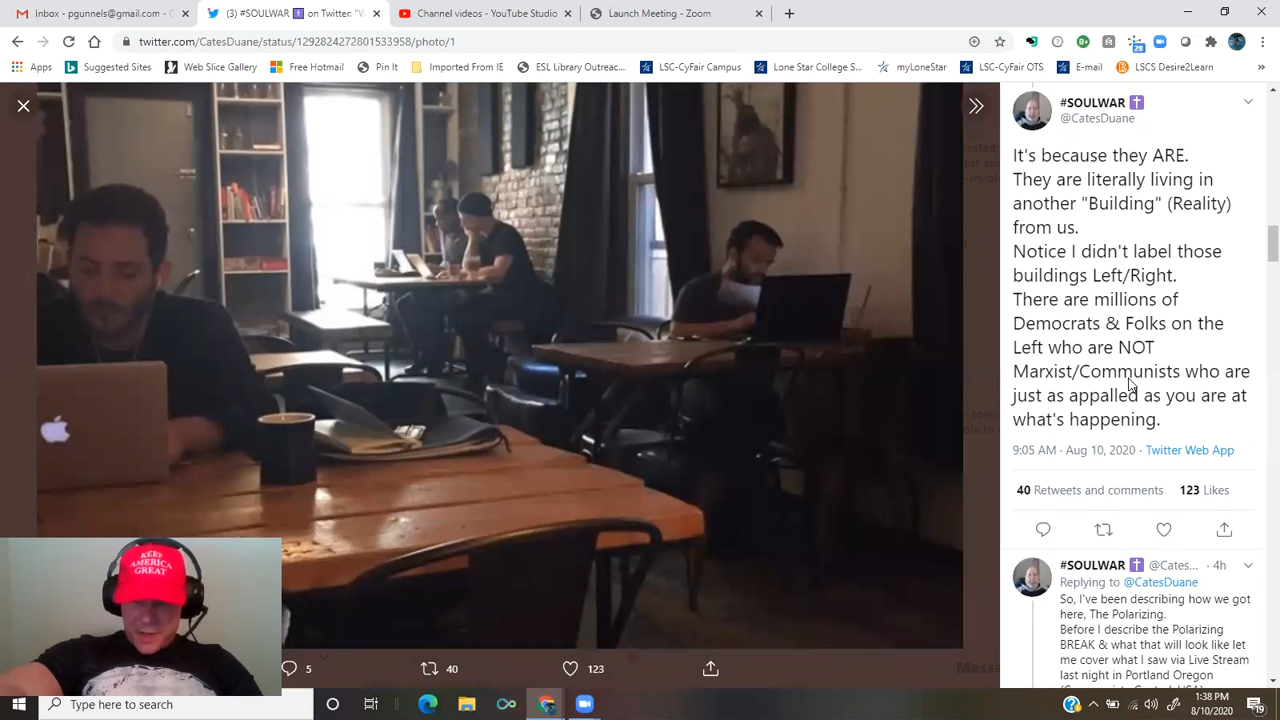 Inbox - pgunnels@gmail.com - G
(3) #SOULWAR ✝ on Twitter: "W
Channel videos - YouTube Studio
Launch Meeting - Zoom
twitter.com/CatesDuane/status/1292824272801533958/photo/1
28
Apps
Suggested Sites
Web Slice Gallery
Free Hotmail
Pin It
Imported From IE
ESL Library Outreac...
LSC-CyFair Campus
Lone Star College S...
myLoneStar
LSC-CyFair OTS
E-mail
LSCS Desire2Learn
#SOULWAR ✝
@CatesDuane
It's because they ARE.
They are literally living in
another "Building" (Reality)
from us.
Notice I didn't label those
buildings Left/Right.
There are millions of
Democrats & Folks on the
Left who are NOT
Marxist/Communists who are
just as appalled as you are at
what's happening.
9:05 AM · Aug 10, 2020 · Twitter Web App
40 Retweets and comments 123 Likes
#SOULWAR ✝ @Cates... · 4h
Replying to @CatesDuane
So, I've been describing how we got
here, The Polarizing.
Before I describe the Polarizing
BREAK & what that will look like let
me cover what I saw via Live Stream
last night in Portland Oregon
KEEP
AMERICA
GREAT
5
40
123
Type here to search
1:38 PM
8/10/2020
19